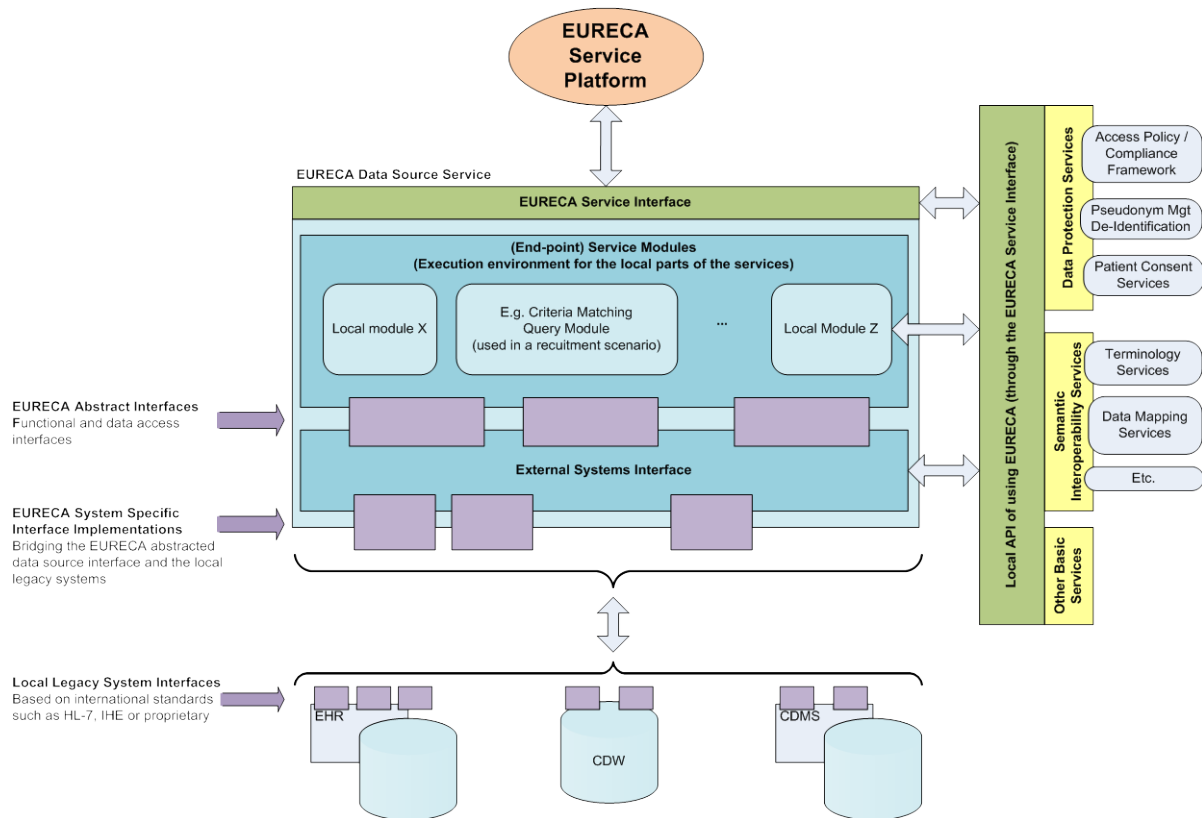 EURECA
Service
Platform
EURECA Data Source Service
EURECA Service Interface
(End-point) Service Modules
(Execution environment for the local parts of the services)
Local module X
E.g. Criteria Matching
Query Module
(used in a recuitment scenario)
...
Local Module Z
EURECA Abstract Interfaces
Functional and data access
interfaces
External Systems Interface
EURECA System Specific
Interface Implementations
Bridging the EURECA abstracted
data source interface and the local
legacy systems
Local Legacy System Interfaces
Based on international standards
such as HL-7, IHE or proprietary
EHR
CDW
CDMS
Local API of using EURECA (through the EURECA Service Interface)
Data Protection Services
Access Policy /
Compliance
Framework
Pseudonym Mgt
De-Identification
Patient Consent
Services
Semantic
Interoperability Services
Terminology
Services
Data Mapping
Services
Etc.
Other Basic
Services